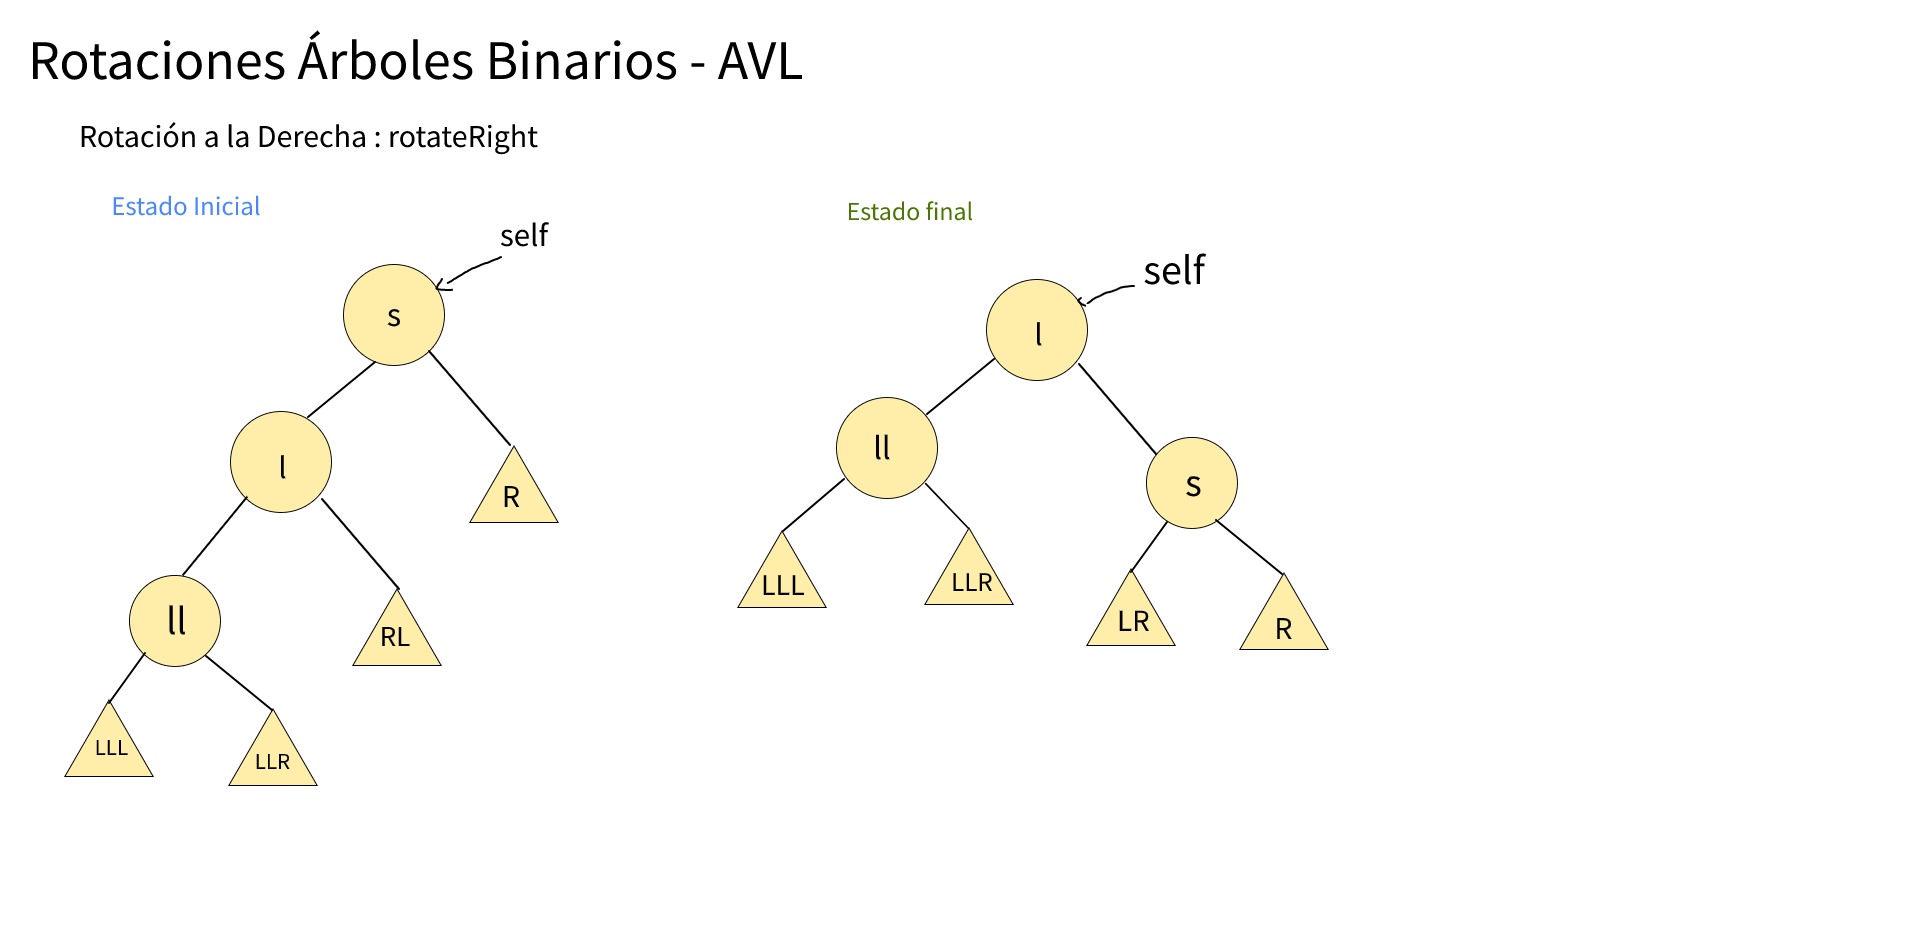 Rotaciones Árboles Binarios - AVL
Rotación a la Derecha : rotateRight
Estado Inicial
self
s
l
R
ll
RL
LLL
LLR
Estado final
self
l
ll
s
LLL
LLR
LR
R